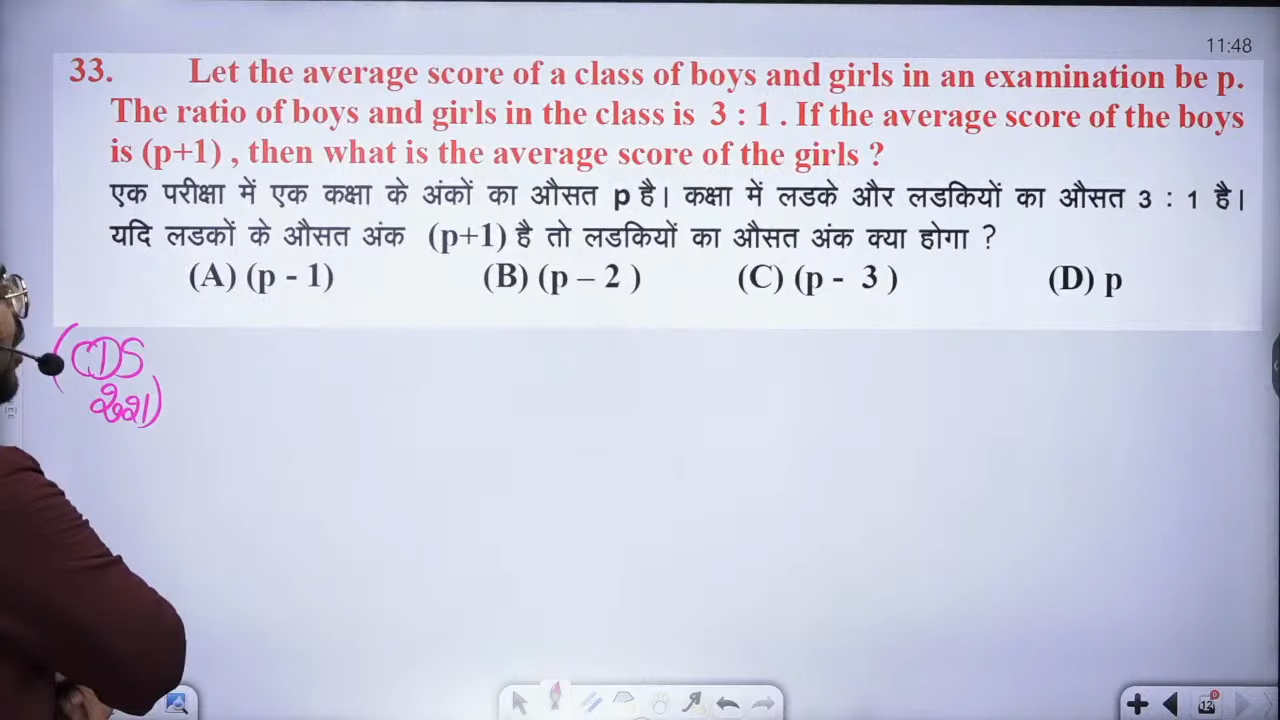 11:48
33. Let the average score of a class of boys and girls in an examination be p.
The ratio of boys and girls in the class is 3 : 1 . If the average score of the boys
is (p+1) , then what is the average score of the girls ?
एक परीक्षा में एक कक्षा के अंकों का औसत p है। कक्षा में लडके और लडकियों का औसत 3 : 1 है।
यदि लडकों के औसत अंक (p+1) है तो लडकियों का औसत अंक क्या होगा ?
(A) (p - 1) (B) (p – 2 ) (C) (p - 3 ) (D) p
(CDS
2021)
12